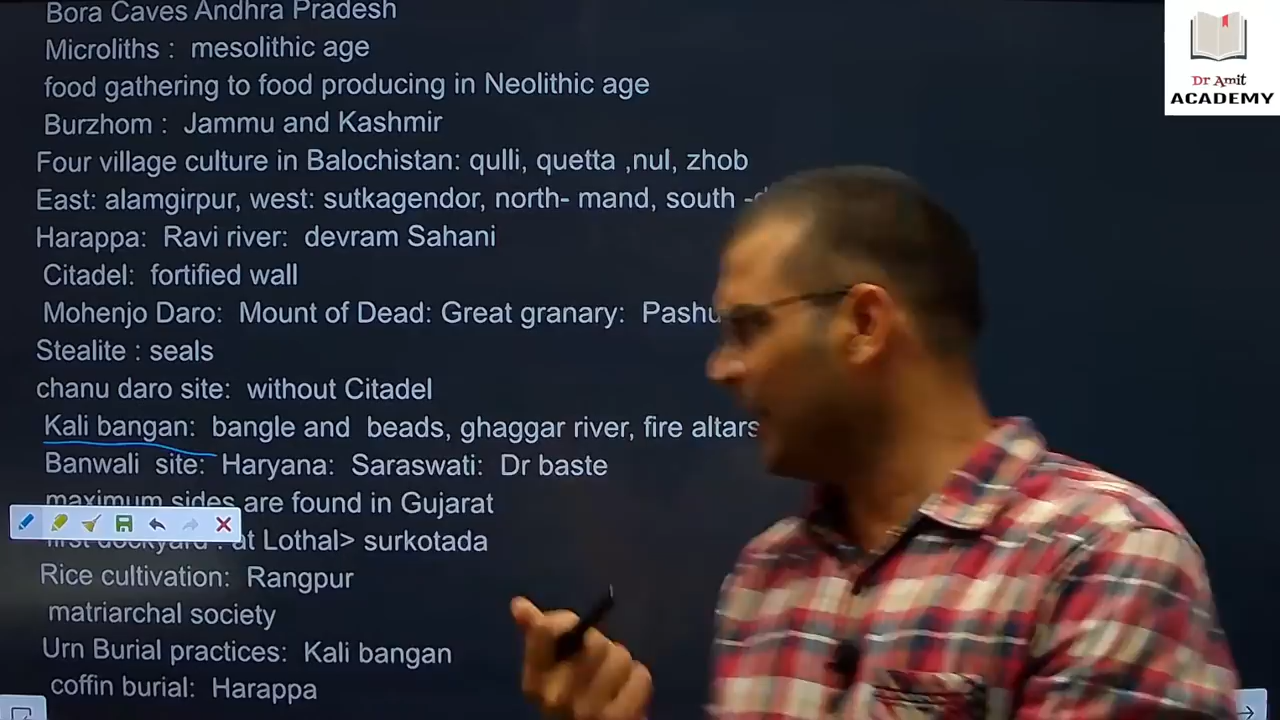 Bora Caves Andhra Pradesh
Microliths : mesolithic age
food gathering to food producing in Neolithic age
Burzhom : Jammu and Kashmir
Four village culture in Balochistan: qulli, quetta ,nul, zhob
East: alamgirpur, west: sutkagendor, north- mand, south -
Harappa: Ravi river: devram Sahani
Citadel: fortified wall
Mohenjo Daro: Mount of Dead: Great granary: Pashu
Stealite : seals
chanu daro site: without Citadel
Kali bangan: bangle and beads, ghaggar river, fire altars
Banwali site: Haryana: Saraswati: Dr baste
maximum sides are found in Gujarat
first dockyard : at Lothal> surkotada
Rice cultivation: Rangpur
matriarchal society
Urn Burial practices: Kali bangan
coffin burial: Harappa
Dr Amit
ACADEMY